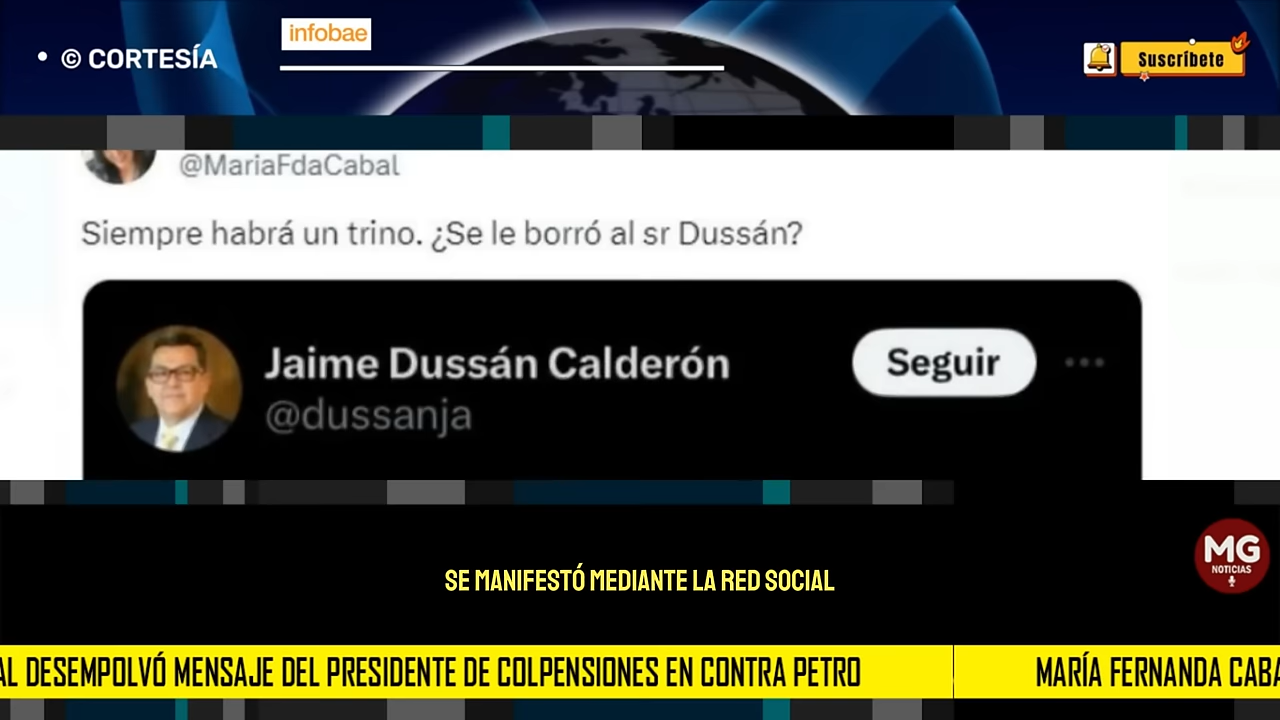 © CORTESÍA
infobae
Suscríbete
@MariaFdaCabal
Siempre habrá un trino. ¿Se le borró al sr Dussán?
Jaime Dussán Calderón
@dussanja
Seguir
SE MANIFESTÓ MEDIANTE LA RED SOCIAL
MG
NOTICIAS
AL DESEMPOLVÓ MENSAJE DEL PRESIDENTE DE COLPENSIONES EN CONTRA PETRO
MARÍA FERNANDA CABA